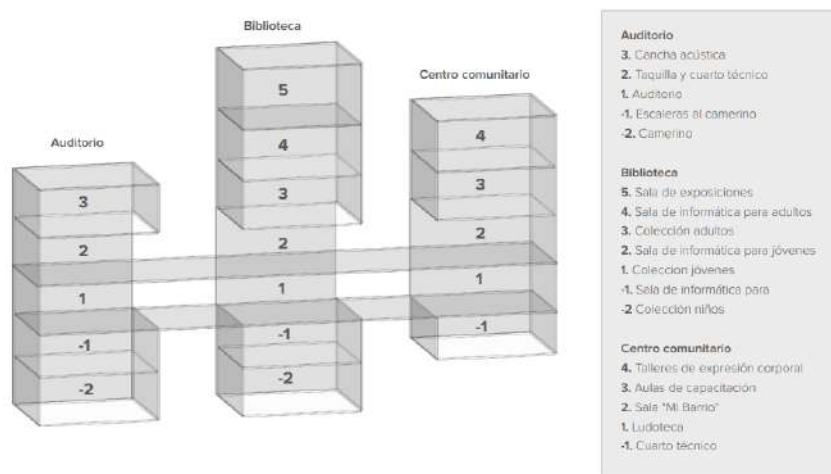 Biblioteca
Centro comunitario
Auditorio
5
4
3
2
1
-1
-2
4
3
2
1
-1
3
2
1
-1
-2
Auditorio
3. Cancha acústica
2. Taquilla y cuarto técnico
1. Auditorio
-1. Escaleras al camerino
-2. Camerino
Biblioteca
5. Sala de exposiciones
4. Sala de informática para adultos
3. Colección adultos
2. Sala de informática para jóvenes
1. Coleccion jóvenes
-1. Sala de informática para
-2 Colección niños
Centro comunitario
4. Talleres de expresión corporal
3. Aulas de capacitación
2. Sala "Mi Barrio"
1. Ludoteca
-1. Cuarto técnico